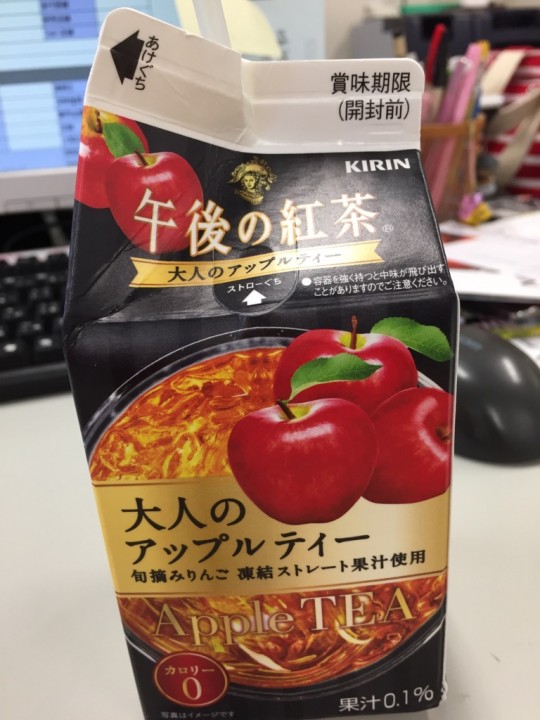 あけぐち
賞味期限
(開封前)
KIRIN
午後の紅茶®
大人のアップルティー
ストローぐち
●容器を強く持つと中味が飛び出す
ことがありますのでご注意ください。
大人の
アップルティー
旬摘みりんご 凍結ストレート果汁使用
Apple TEA
カロリー
0
写真はイメージです
果汁0.1%